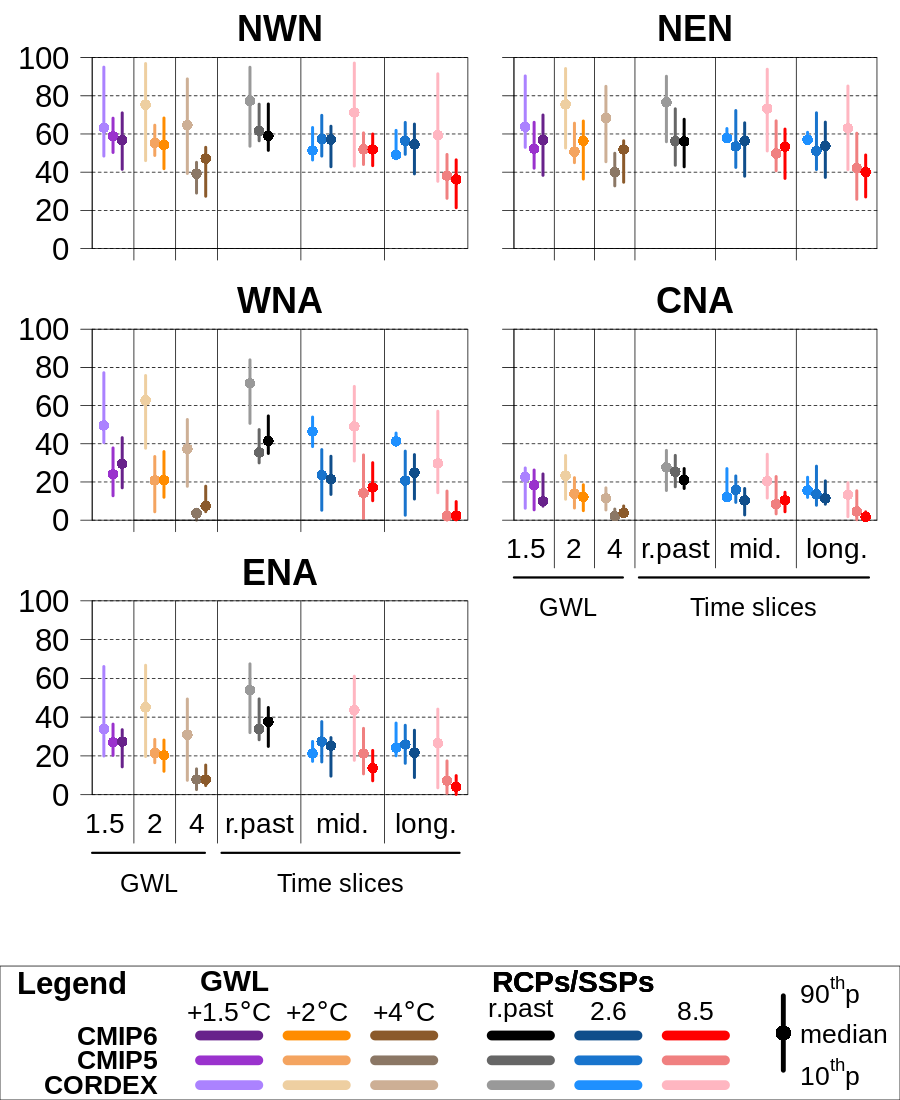 NWN NEN
100
80
60
40
20
0
WNA CNA
100
80
60
40
20
0
1.5 2 4 r.past mid. long.
GWL Time slices
ENA
100
80
60
40
20
0
1.5 2 4 r.past mid. long.
GWL Time slices
Legend GWL RCPs/SSPs
+1.5°C +2°C +4°C r.past 2.6 8.5
CMIP6
CMIP5
CORDEX
90th p
median
10th p